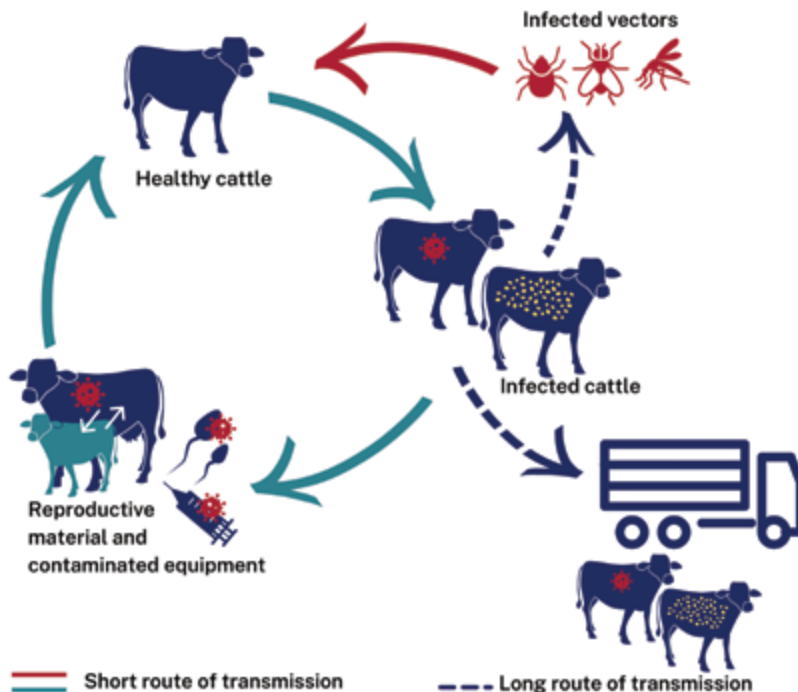 Infected vectors
Healthy cattle
Infected cattle
Reproductive
material and
contaminated equipment
Short route of transmission
Long route of transmission